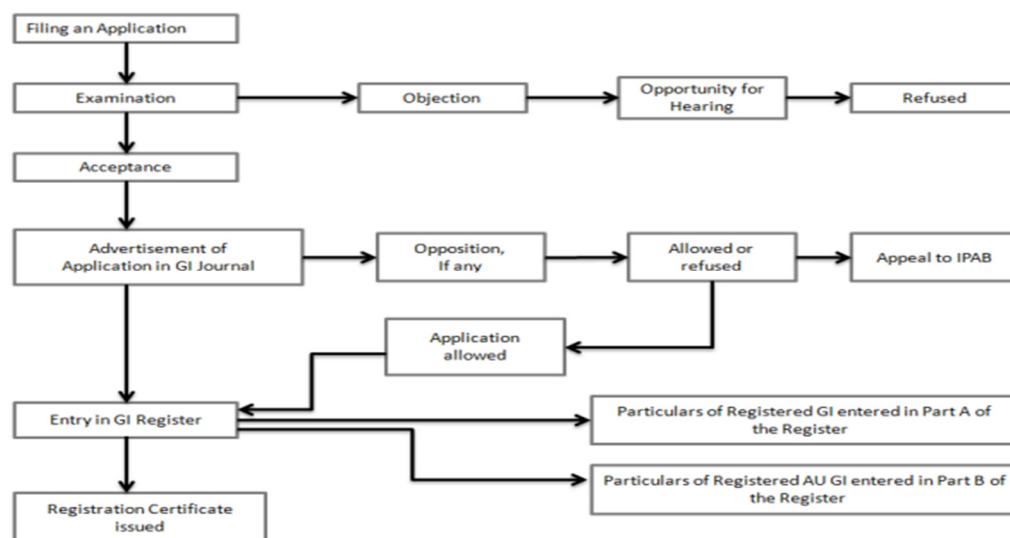 Filing an Application
Examination
Objection
Opportunity for
Hearing
Refused
Acceptance
Advertisement of
Application in GI Journal
Opposition,
If any
Allowed or
refused
Appeal to IPAB
Application
allowed
Entry in GI Register
Particulars of Registered GI entered in Part A of
the Register
Particulars of Registered AU GI entered in Part B of
the Register
Registration Certificate
issued